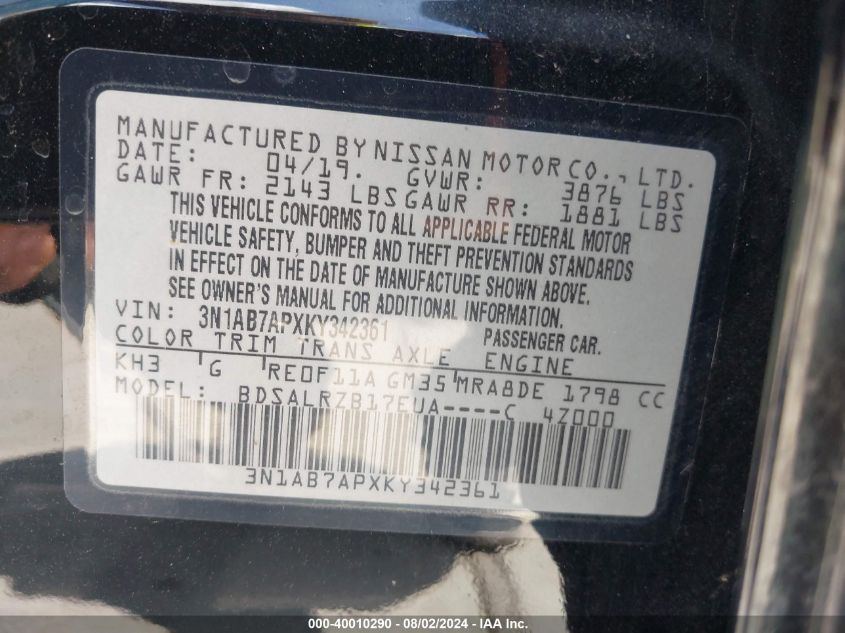 MANUFACTURED BY NISSAN MOTOR CO., LTD.
DATE: 04/19. GVWR: 3876 LBS
GAWR FR: 2143 LBS GAWR RR: 1881 LBS
THIS VEHICLE CONFORMS TO ALL APPLICABLE FEDERAL MOTOR
VEHICLE SAFETY, BUMPER AND THEFT PREVENTION STANDARDS
IN EFFECT ON THE DATE OF MANUFACTURE SHOWN ABOVE.
SEE OWNER'S MANUAL FOR ADDITIONAL INFORMATION.
VIN: 3N1AB7APXKY342361 PASSENGER CAR.
COLOR TRIM TRANS AXLE ENGINE
KH3 G RE0F11A GM35 MRA8DE 1798 CC
MODEL: BDSALRZB17EUA----C 4Z000
3N1AB7APXKY342361
000-40010290 - 08/02/2024 - IAA Inc.